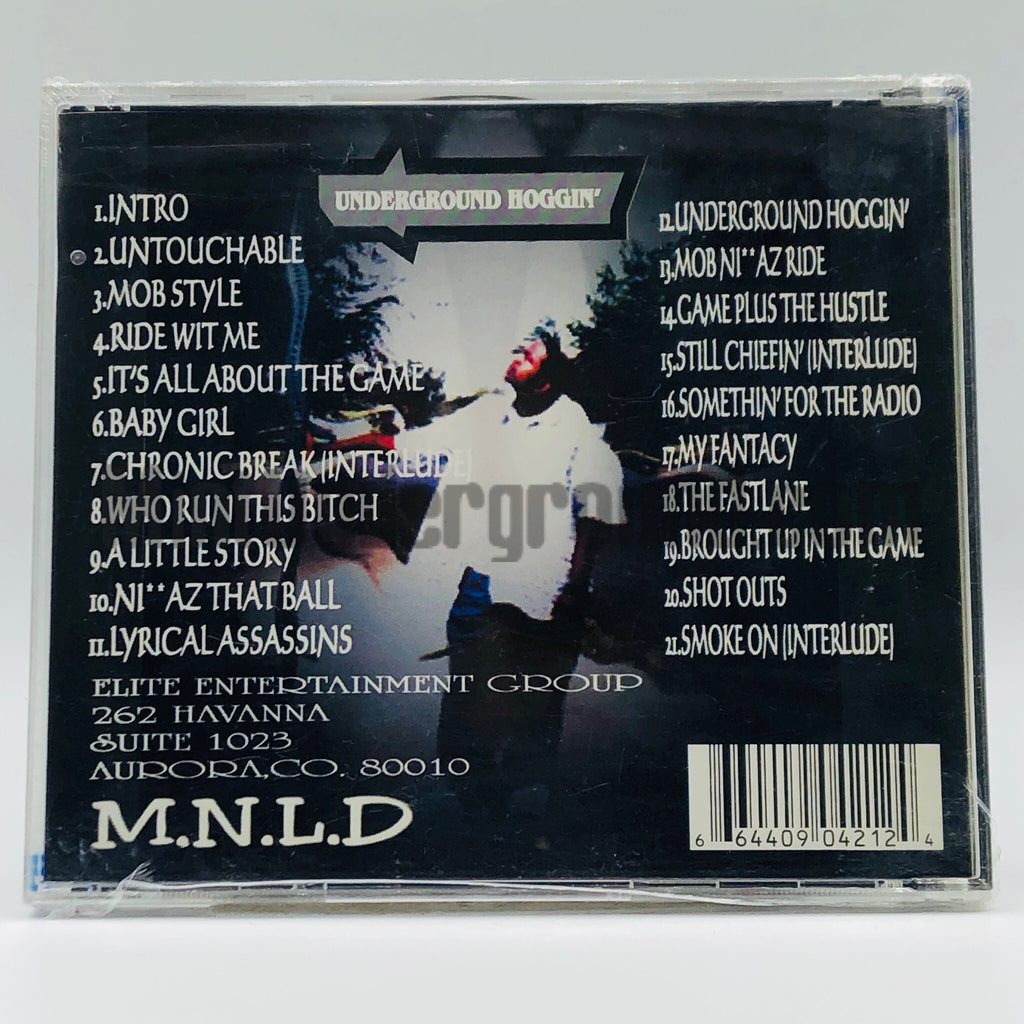 UNDERGROUND HOGGIN'
1.INTRO
2.UNTOUCHABLE
3.MOB STYLE
4.RIDE WIT ME
5.IT'S ALL ABOUT THE GAME
6.BABY GIRL
7.CHRONIC BREAK (INTERLUDE)
8.WHO RUN THIS BITCH
9.A LITTLE STORY
10.NI**AZ THAT BALL
11.LYRICAL ASSASSINS
12.UNDERGROUND HOGGIN'
13.MOB NI**AZ RIDE
14.GAME PLUS THE HUSTLE
15.STILL CHIEFIN' (INTERLUDE)
16.SOMETHIN' FOR THE RADIO
17.MY FANTACY
18.THE FASTLANE
19.BROUGHT UP IN THE GAME
20.SHOT OUTS
21.SMOKE ON (INTERLUDE)
ELITE ENTERTAINMENT GROUP
262 HAVANNA
SUITE 1023
AURORA,CO. 80010
M.N.L.D
6 64409 04212 4